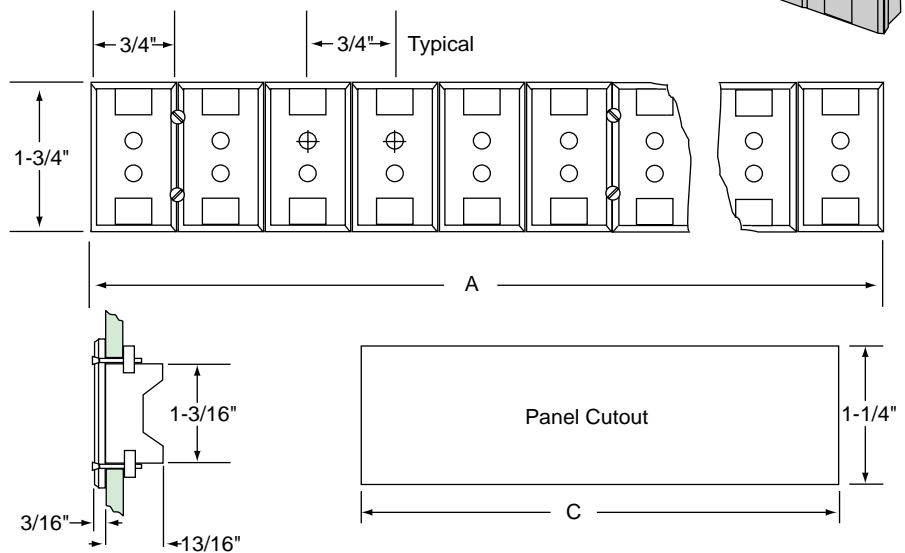 3/4" 3/4" Typical
1-3/4"
A
1-3/16"
Panel Cutout
1-1/4"
C
3/16"
13/16"